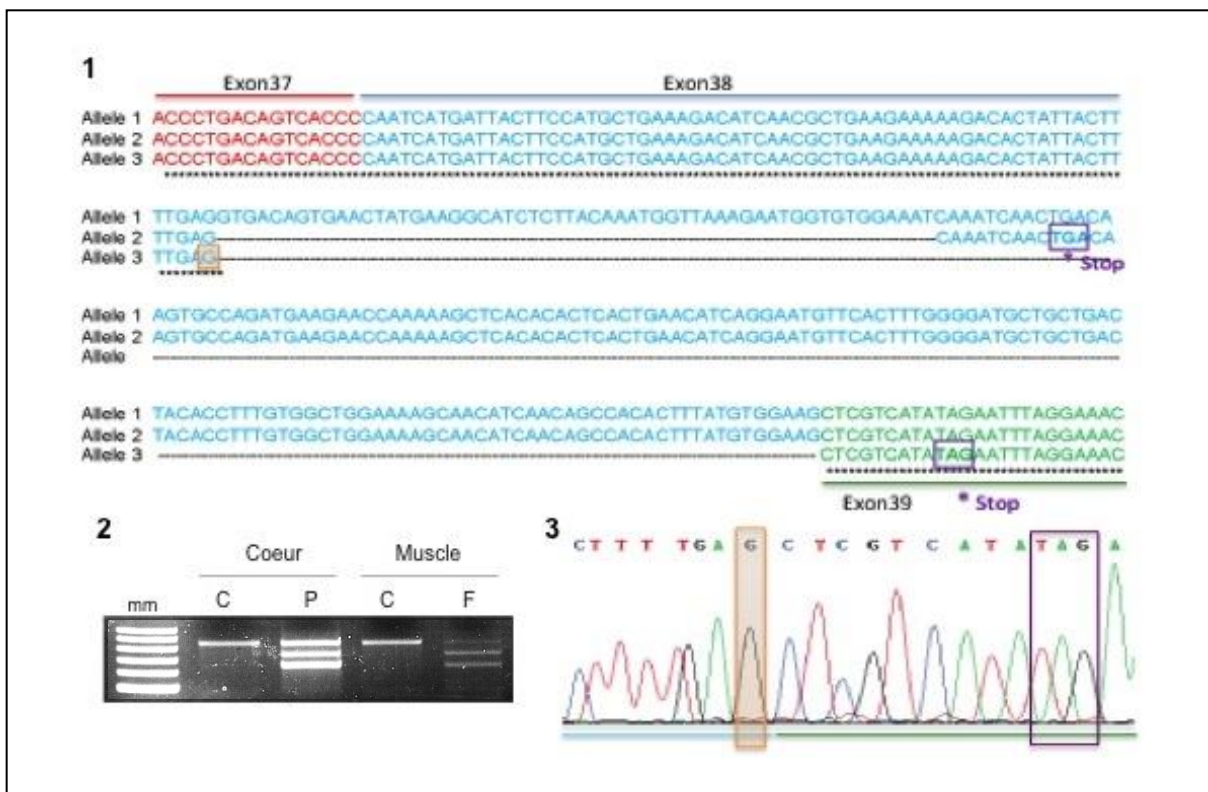 1
Exon37 Exon38
Allele 1 ACCCTGACAGTCACCCCAATCATGATTACTTCCATGCTGAAAGACATCAACGCTGAAGAAAAAGACACTATTACTT
Allele 2 ACCCTGACAGTCACCCCAATCATGATTACTTCCATGCTGAAAGACATCAACGCTGAAGAAAAAGACACTATTACTT
Allele 3 ACCCTGACAGTCACCCCAATCATGATTACTTCCATGCTGAAAGACATCAACGCTGAAGAAAAAGACACTATTACTT
Allele 1 TTGAGGTGACAGTGAACTATGAAGGCATCTCTTACAAATGGTTAAAGAATGGTGTGGAAATCAAATCAACTGACA
Allele 2 TTGAG CAAATCAACTGACA
Allele 3 TTGAG
* Stop
Allele 1 AGTGCCAGATGAAGAACCAAAAAGCTCACACACTCACTGAACATCAGGAATGTTCACTTTGGGGATGCTGCTGAC
Allele 2 AGTGCCAGATGAAGAACCAAAAAGCTCACACACTCACTGAACATCAGGAATGTTCACTTTGGGGATGCTGCTGAC
Allele
Allele 1 TACACCTTTGTGGCTGGAAAAGCAACATCAACAGCCACACTTTATGTGGAAGCTCGTCATATAGAATTTAGGAAAC
Allele 2 TACACCTTTGTGGCTGGAAAAGCAACATCAACAGCCACACTTTATGTGGAAGCTCGTCATATAGAATTTAGGAAAC
Allele 3 CTCGTCATATAGAATTTAGGAAAC
Exon39 * Stop
2
Coeur Muscle
mm C P C F
3
CTTTTGAGCTCGTCATATAGA